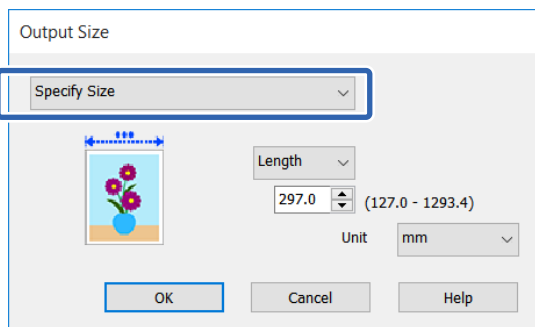 Output Size
Specify Size
Length
297.0 (127.0 - 1293.4)
Unit mm
OK Cancel Help